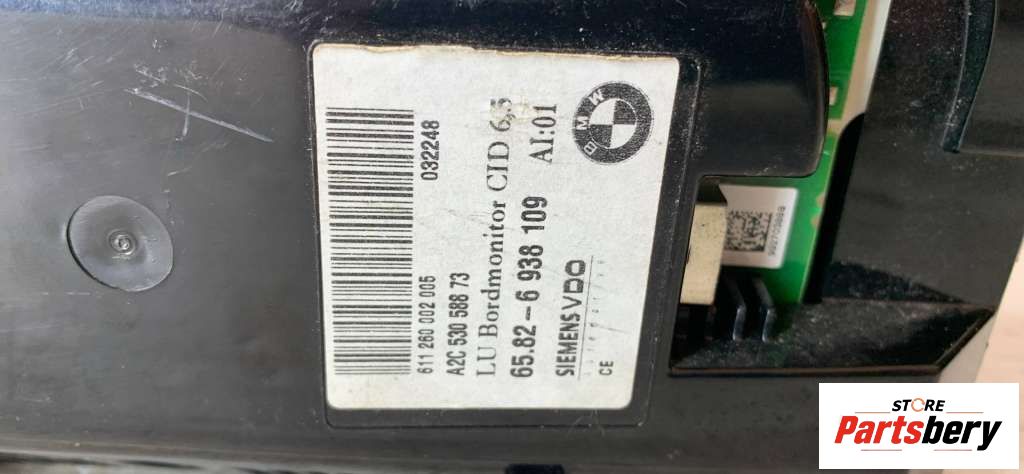 032248
611 260 002 005
A2C 530 588 73
LU Bordmonitor CID 6,5
65.82-6 938 109
AI:01
BMW
SIEMENS VDO
CE
STORE
Partsbery